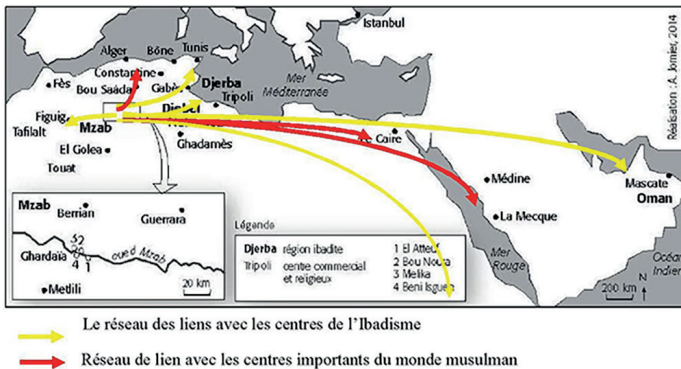 Istanbul
Alger
Bône
Tunis
Constantine
Fès
Bou Saâda
Gabès
Djerba
Mer
Méditerranée
Tripoli
Figuig
Tafilalt
Mzab
Ghadamès
Le Caire
El Golea
Touat
Médine
La Mecque
Mascate
Oman
Mer
Rouge
Océan
Indien
200 km
N
Réalisation : A. Jomier, 2014
Mzab
Berrian
Guerrara
Ghardaïa
oued Mzab
Metlili
20 km
3
2
4
1
Légende
Djerba région ibadite
Tripoli centre commercial
et religieux
1 El Atteuf
2 Bou Noura
3 Melika
4 Beni Isguen
Le réseau des liens avec les centres de l'Ibadisme
Réseau de lien avec les centres importants du monde musulman